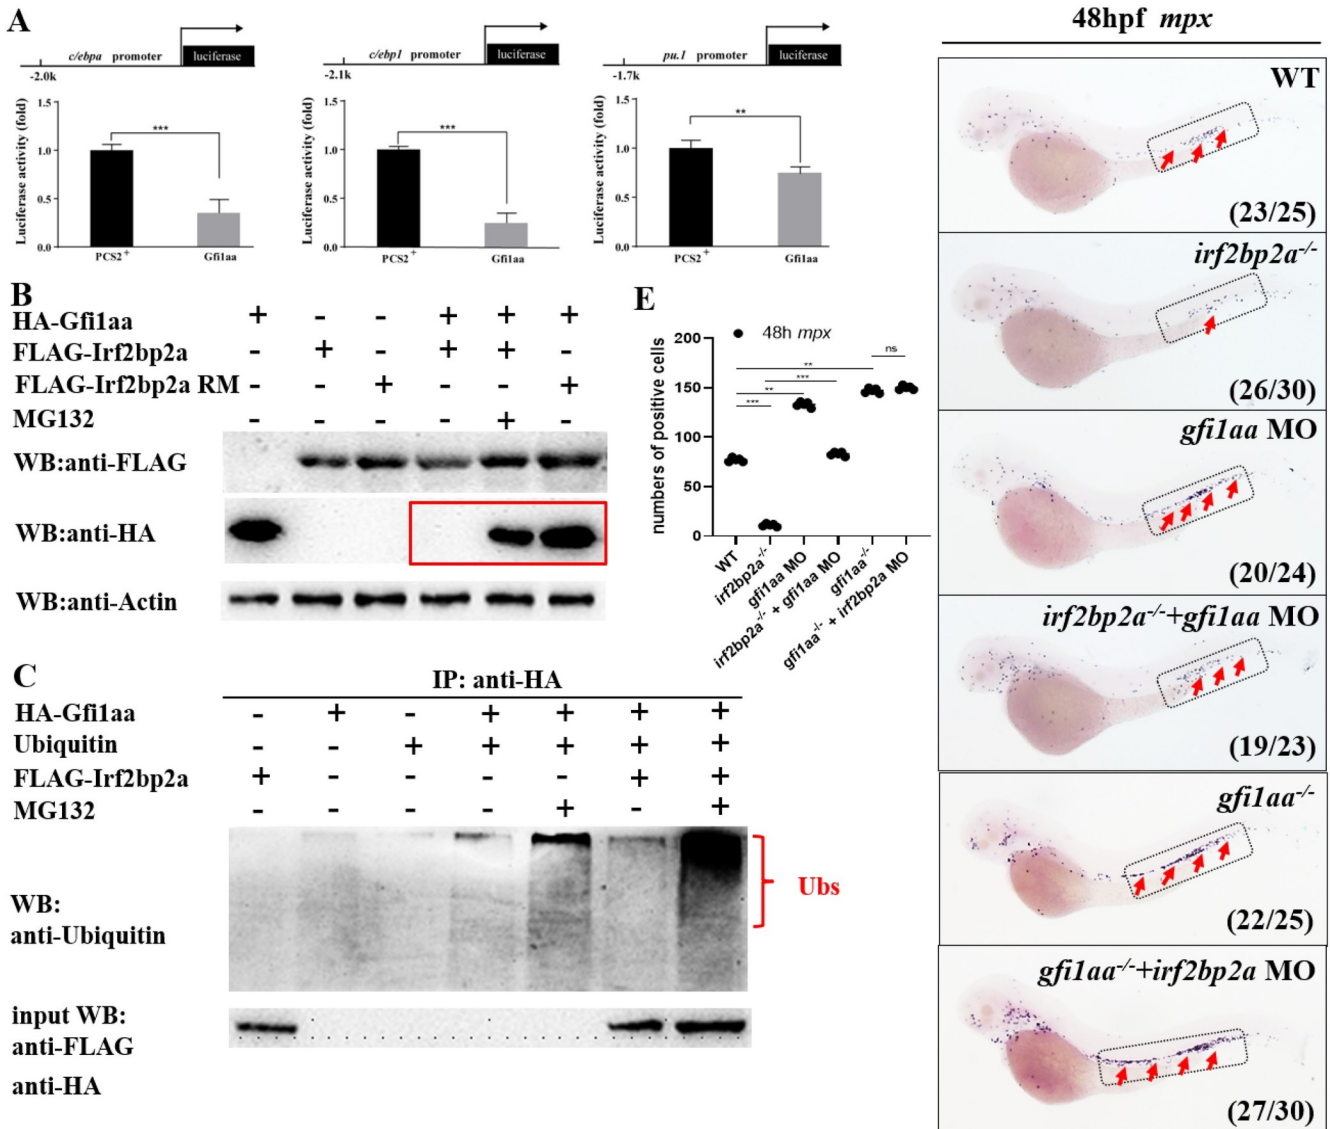 A
c/ebpa promoter
luciferase
-2.0k
c/ebp1 promoter
luciferase
-2.1k
pu.1 promoter
luciferase
-1.7k
Luciferase activity (fold)
1.5
1.0
0.5
0.0
***
PCS2+
Gfi1aa
Luciferase activity (fold)
1.5
1.0
0.5
0.0
***
PCS2+
Gfi1aa
Luciferase activity (fold)
1.5
1.0
0.5
0.0
**
PCS2+
Gfi1aa
B
HA-Gfi1aa + - - + + +
FLAG-Irf2bp2a - + - + + -
FLAG-Irf2bp2a RM - - + - - +
MG132 - - - - + -
WB:anti-FLAG
WB:anti-HA
WB:anti-Actin
C
IP: anti-HA
HA-Gfi1aa - + - + + + +
Ubiquitin - - + + + + +
FLAG-Irf2bp2a + - - - - + +
MG132 - - - - + - +
WB:
anti-Ubiquitin
Ubs
input WB:
anti-FLAG
anti-HA
E
48h mpx
numbers of positive cells
200
150
100
50
0
ns
**
***
**
***
WT
irf2bp2a-/-
gfi1aa MO
irf2bp2a-/- + gfi1aa MO
gfi1aa-/-
gfi1aa-/- + irf2bp2a MO
48hpf mpx
WT
(23/25)
irf2bp2a-/-
(26/30)
gfi1aa MO
(20/24)
irf2bp2a-/-+gfi1aa MO
(19/23)
gfi1aa-/-
(22/25)
gfi1aa-/-+irf2bp2a MO
(27/30)